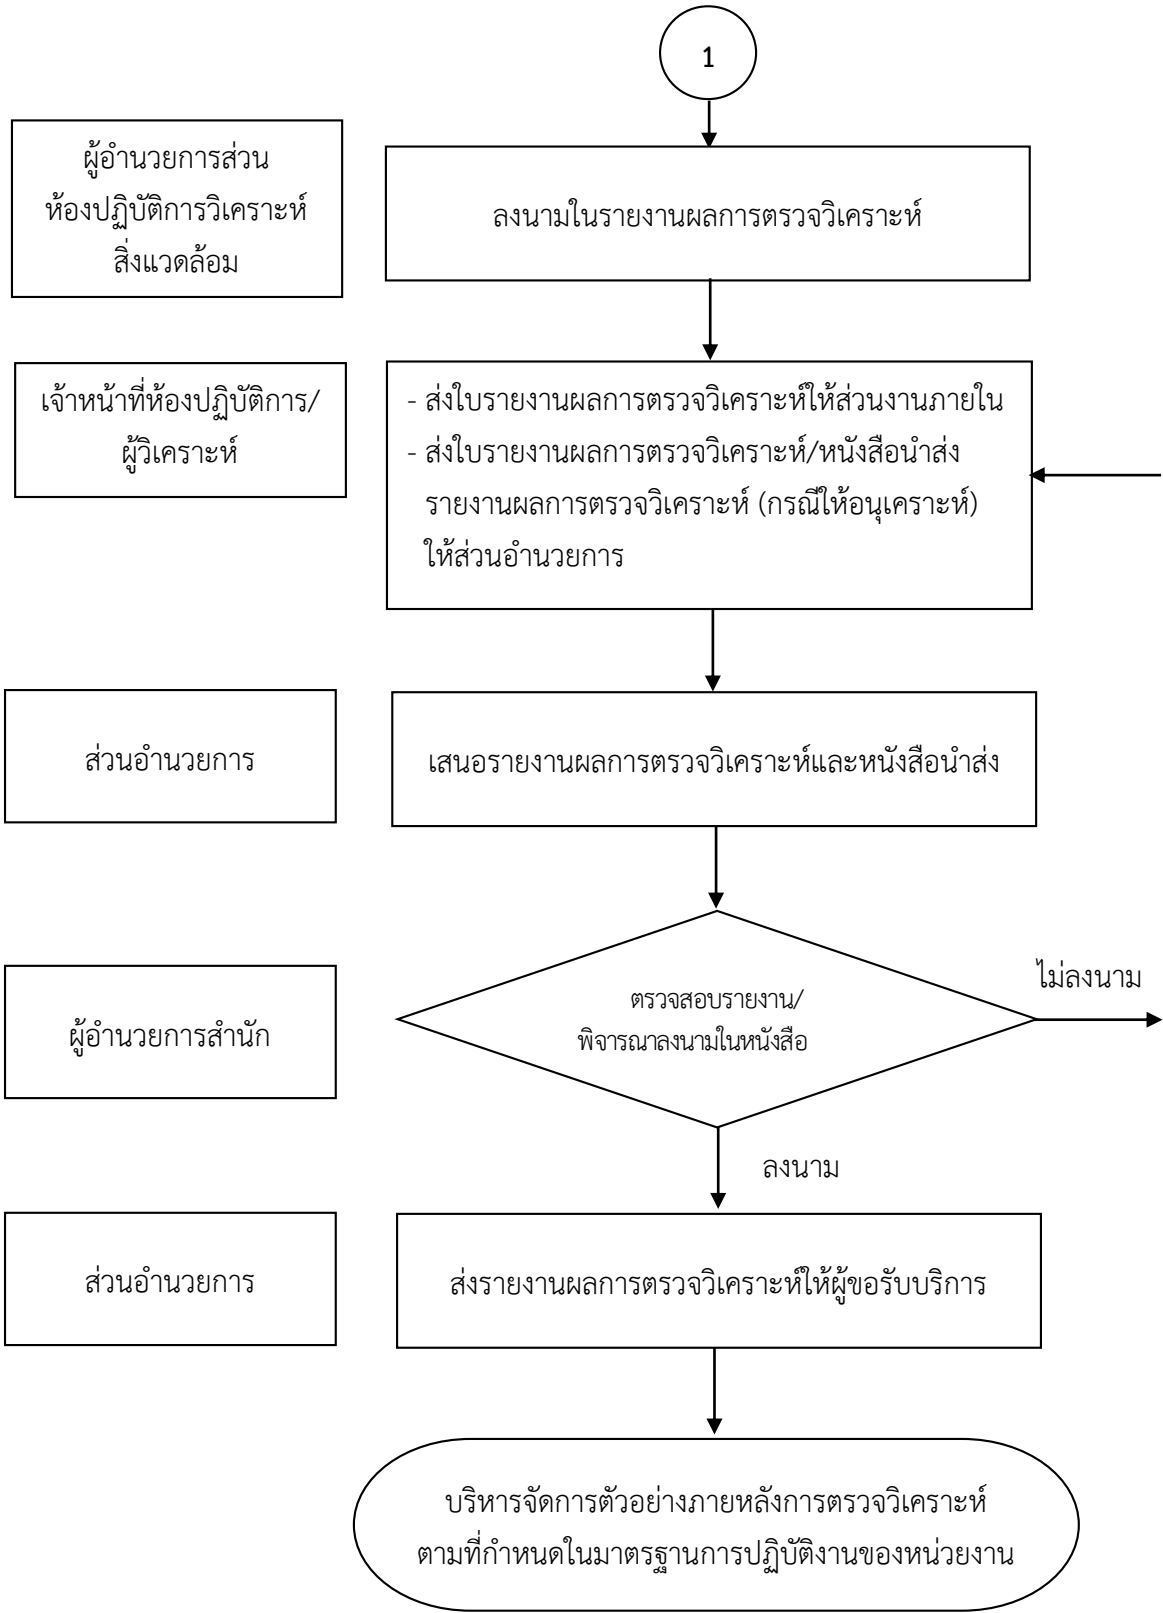 1
ผู้อำนวยการส่วน
ห้องปฏิบัติการวิเคราะห์
สิ่งแวดล้อม
ลงนามในรายงานผลการตรวจวิเคราะห์
เจ้าหน้าที่ห้องปฏิบัติการ/
ผู้วิเคราะห์
- ส่งใบรายงานผลการตรวจวิเคราะห์ให้ส่วนงานภายใน
- ส่งใบรายงานผลการตรวจวิเคราะห์/หนังสือนำส่ง
รายงานผลการตรวจวิเคราะห์ (กรณีให้อนุเคราะห์)
ให้ส่วนอำนวยการ
ส่วนอำนวยการ
เสนอรายงานผลการตรวจวิเคราะห์และหนังสือนำส่ง
ผู้อำนวยการสำนัก
ตรวจสอบรายงาน/
พิจารณาลงนามในหนังสือ
ไม่ลงนาม
ลงนาม
ส่วนอำนวยการ
ส่งรายงานผลการตรวจวิเคราะห์ให้ผู้ขอรับบริการ
บริหารจัดการตัวอย่างภายหลังการตรวจวิเคราะห์
ตามที่กำหนดในมาตรฐานการปฏิบัติงานของหน่วยงาน